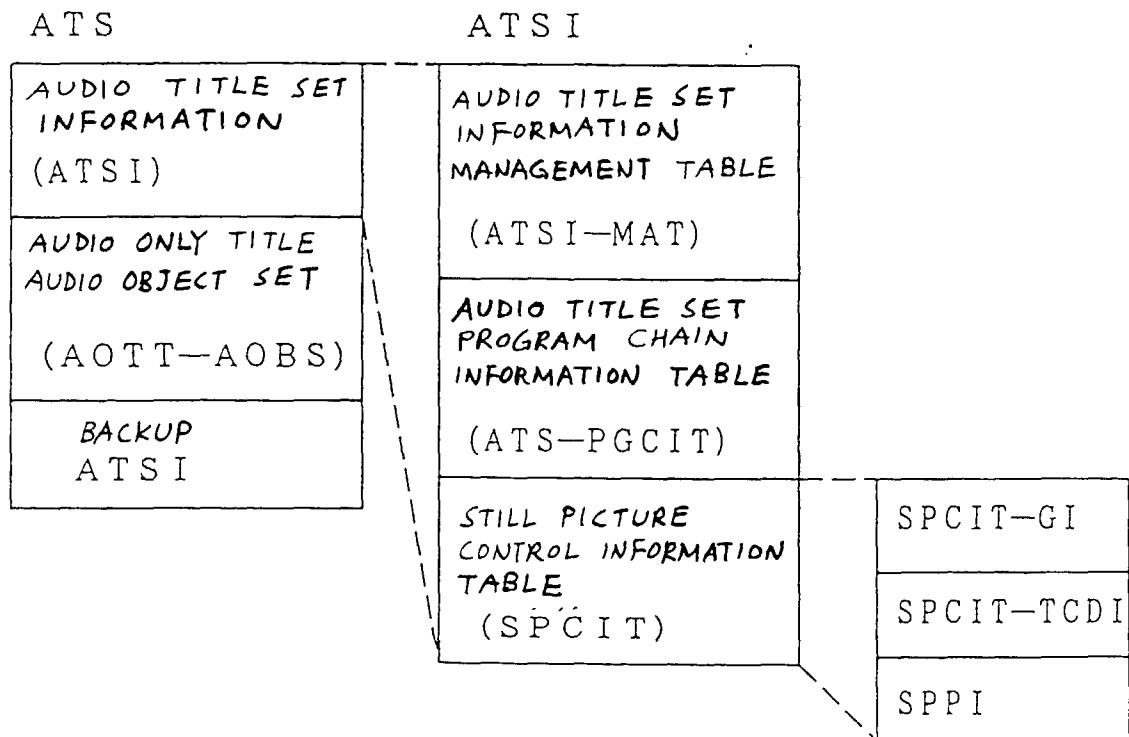 ATS
AUDIO TITLE SET
INFORMATION
(ATSI)
AUDIO ONLY TITLE
AUDIO OBJECT SET
(AOTT—AOBS)
BACKUP
ATSI
ATSI
AUDIO TITLE SET
INFORMATION
MANAGEMENT TABLE
(ATSI—MAT)
AUDIO TITLE SET
PROGRAM CHAIN
INFORMATION TABLE
(ATS—PGCIT)
STILL PICTURE
CONTROL INFORMATION
TABLE
(SPCIT)
SPCIT—GI
SPCIT—TCDI
SPPI